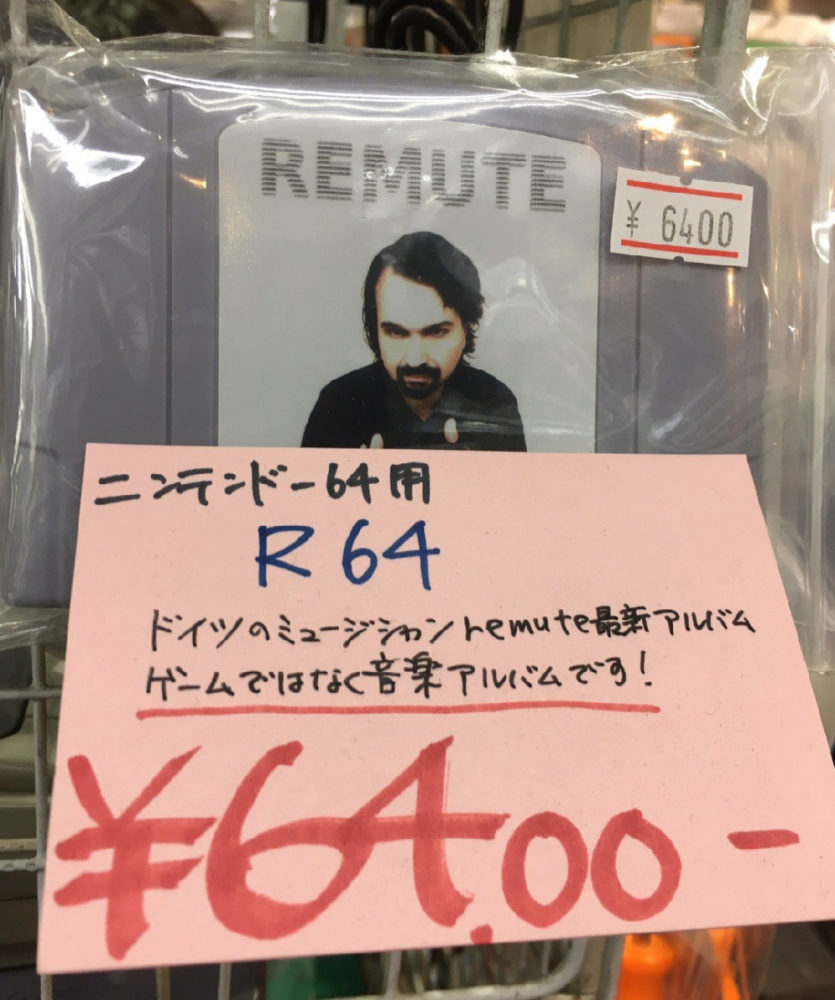 REMUTE
¥ 6400
ニンテンドー64用
R64
ドイツのミュージシャンremute最新アルバム
ゲームではなく音楽アルバムです!
¥64.00-